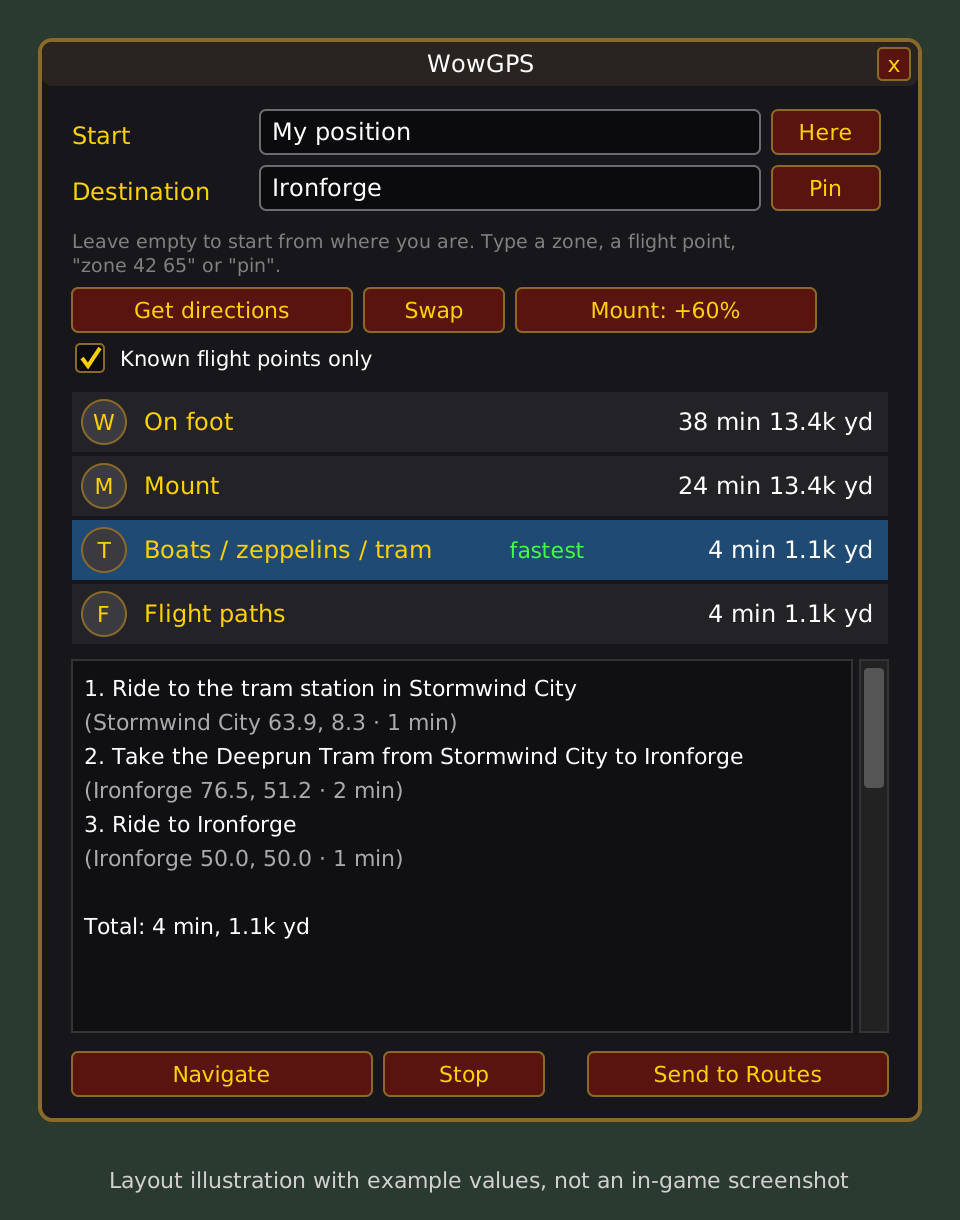 WowGPS
x
Start
My position
Here
Destination
Ironforge
Pin
Leave empty to start from where you are. Type a zone, a flight point,
"zone 42 65" or "pin".
Get directions
Swap
Mount: +60%
Known flight points only
W On foot 38 min 13.4k yd
M Mount 24 min 13.4k yd
T Boats / zeppelins / tram fastest 4 min 1.1k yd
F Flight paths 4 min 1.1k yd
1. Ride to the tram station in Stormwind City
(Stormwind City 63.9, 8.3 · 1 min)
2. Take the Deeprun Tram from Stormwind City to Ironforge
(Ironforge 76.5, 51.2 · 2 min)
3. Ride to Ironforge
(Ironforge 50.0, 50.0 · 1 min)
Total: 4 min, 1.1k yd
Navigate
Stop
Send to Routes
Layout illustration with example values, not an in-game screenshot